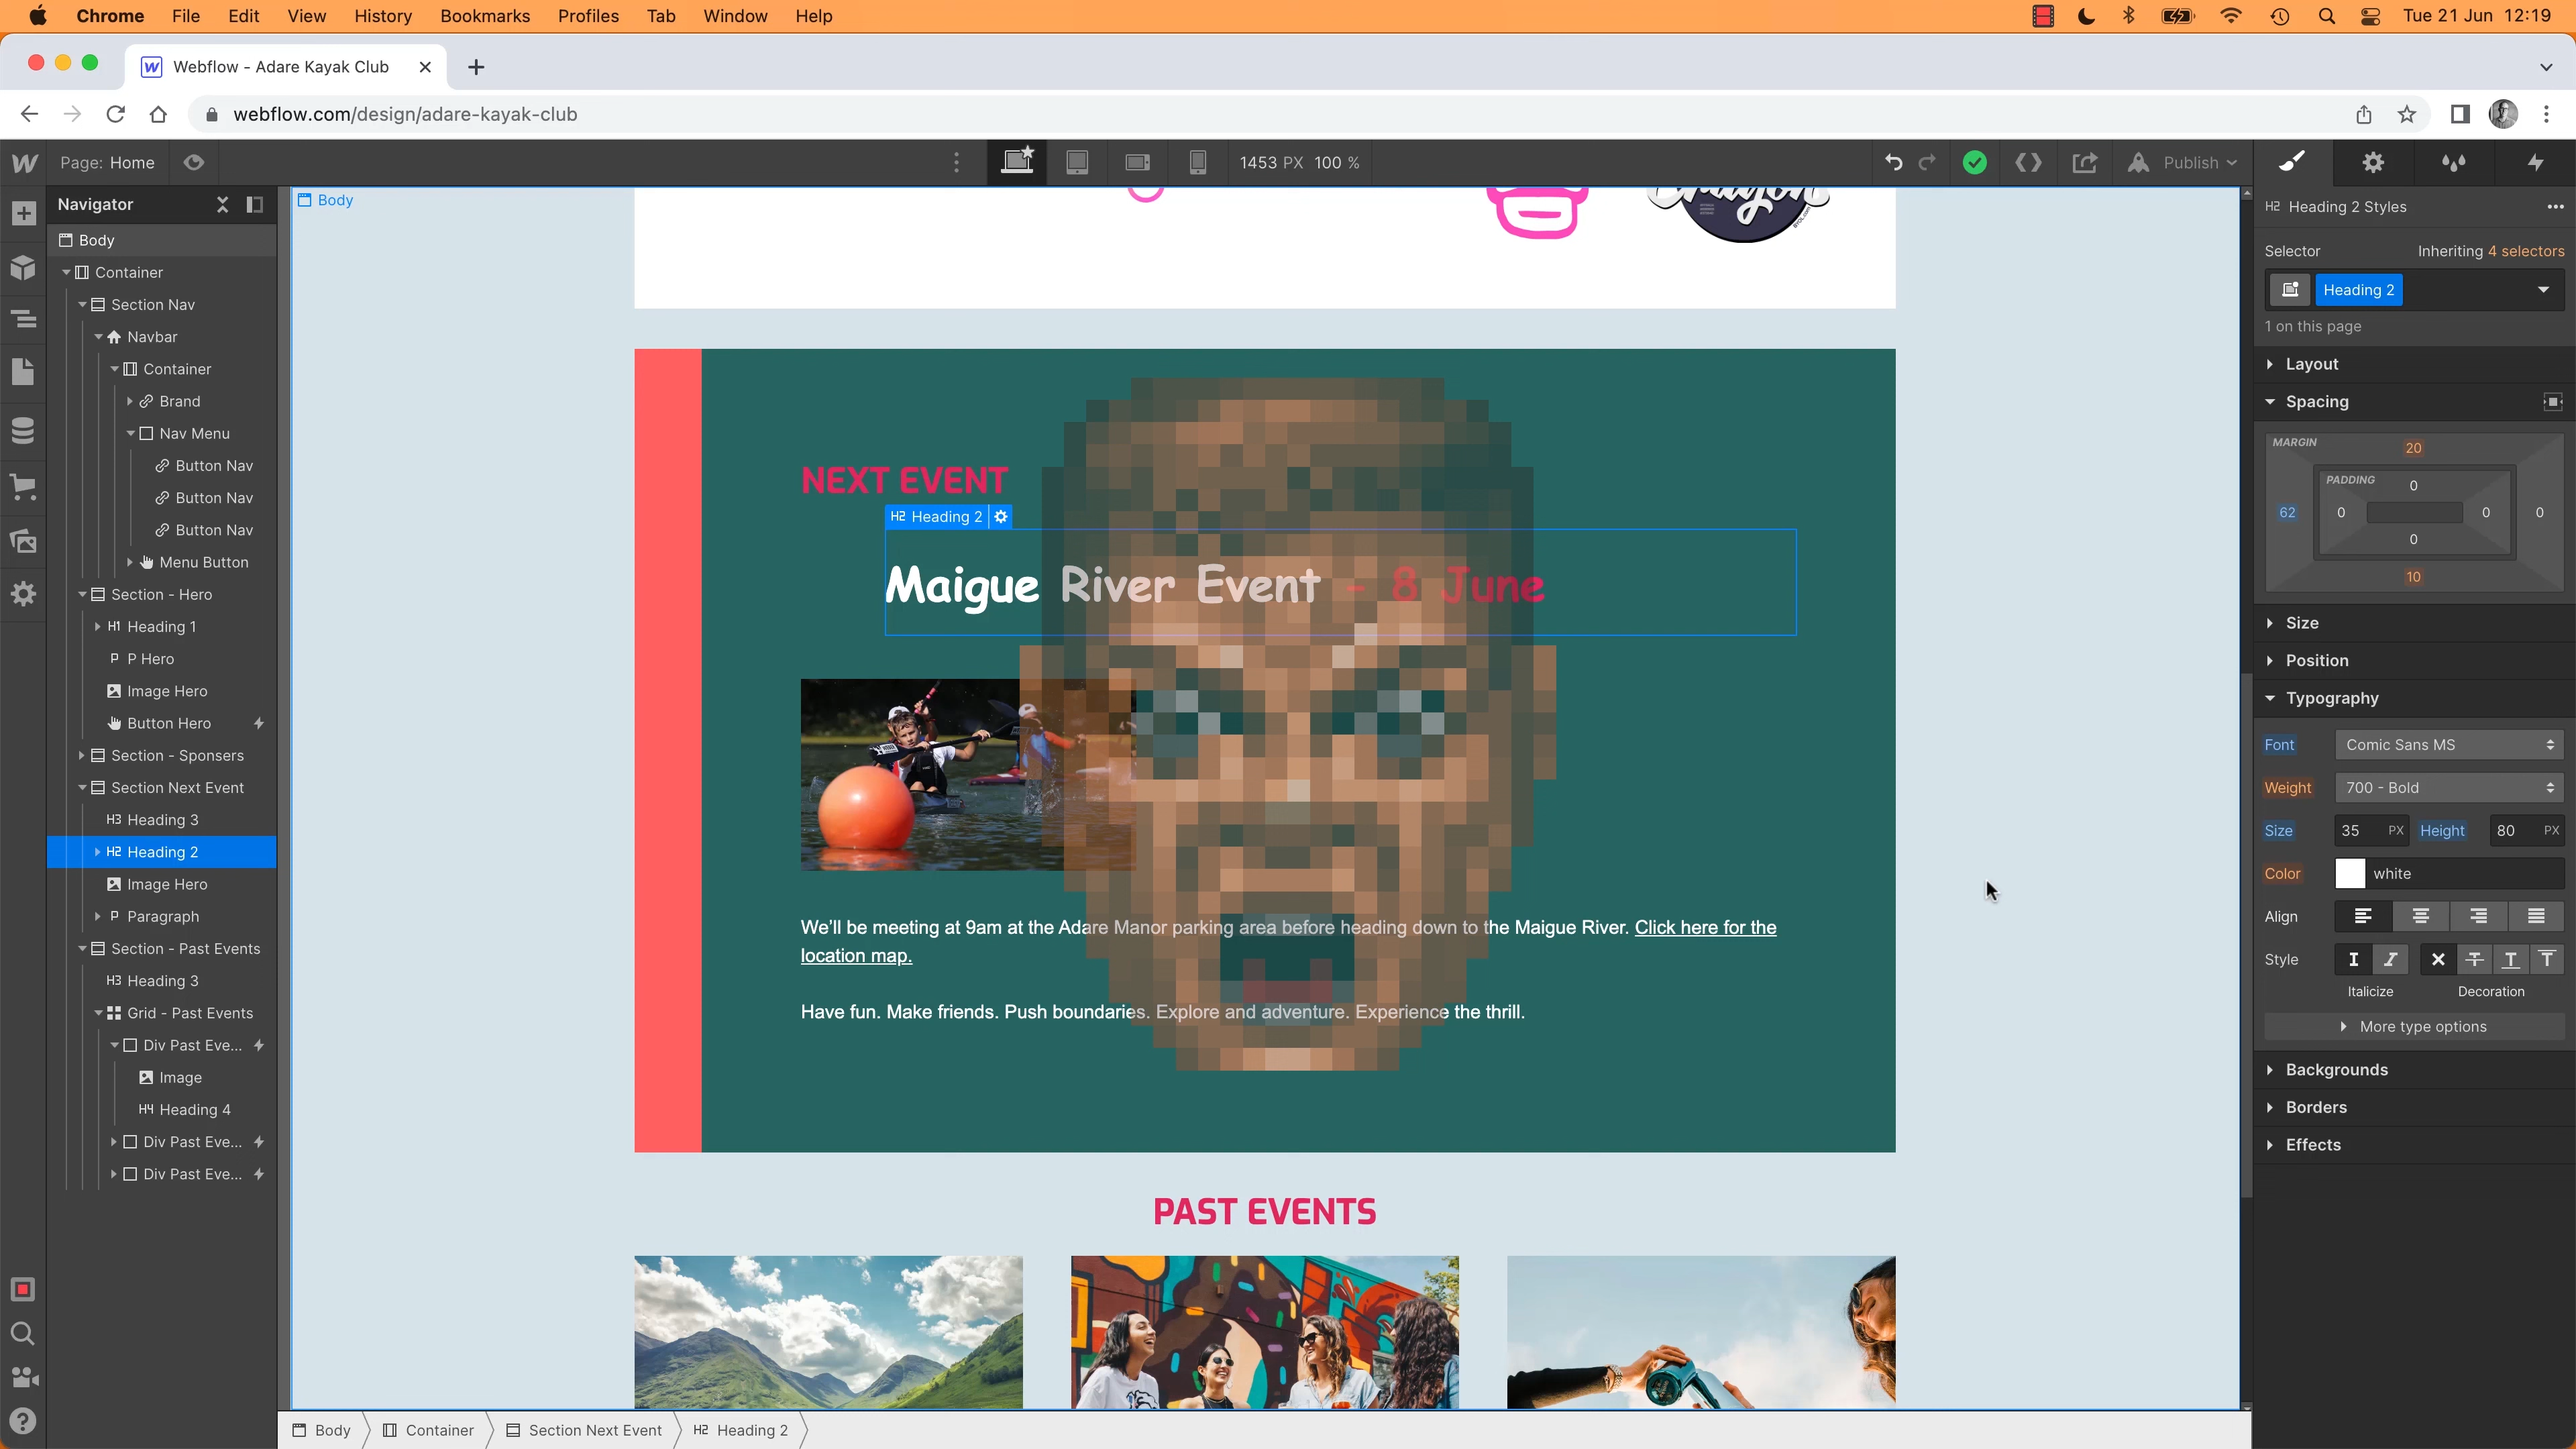 Chrome File Edit View History Bookmarks Profiles Tab Window Help Tue 21 Jun 12:19
Webflow - Adare Kayak Club
webflow.com/design/adare-kayak-club
Page: Home 1453 PX 100 % Publish
Navigator
Body
Container
Section Nav
Navbar
Container
Brand
Nav Menu
Button Nav
Button Nav
Button Nav
Menu Button
Section - Hero
H1 Heading 1
P P Hero
Image Hero
Button Hero
Section - Sponsers
Section Next Event
H3 Heading 3
H2 Heading 2
Image Hero
P Paragraph
Section - Past Events
H3 Heading 3
Grid - Past Events
Div Past Eve...
Image
H4 Heading 4
Div Past Eve...
Div Past Eve...
Body
NEXT EVENT
H2 Heading 2
Maigue River Event - 8 June
We'll be meeting at 9am at the Adare Manor parking area before heading down to the Maigue River. Click here for the
location map.
Have fun. Make friends. Push boundaries. Explore and adventure. Experience the thrill.
PAST EVENTS
Body Container Section Next Event H2 Heading 2
H2 Heading 2 Styles
Selector Inheriting 4 selectors
Heading 2
1 on this page
Layout
Spacing
MARGIN 20
PADDING 0
62 0 0 0
0
10
Size
Position
Typography
Font Comic Sans MS
Weight 700 - Bold
Size 35 PX Height 80 PX
Color white
Align
Style
Italicize Decoration
More type options
Backgrounds
Borders
Effects